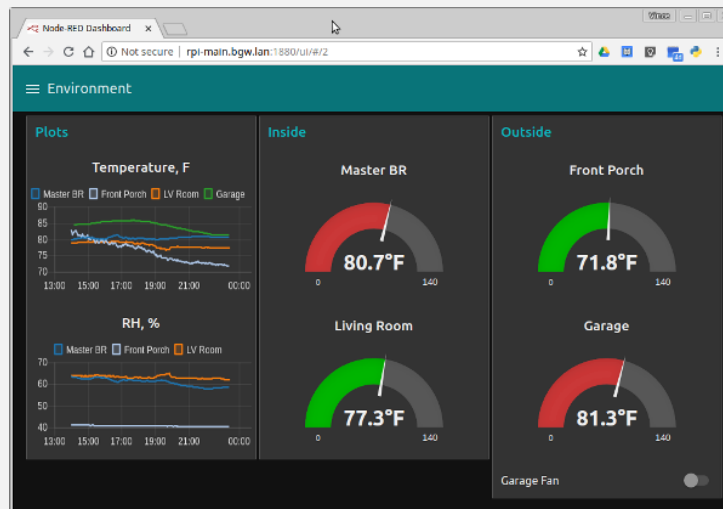 Vince
Node-RED Dashboard
Not secure | rpi-main.bgw.lan:1880/ui/#/2
Environment
Plots
Temperature, F
Master BR Front Porch LV Room Garage
90
85
80
75
70
13:00 15:00 17:00 19:00 21:00 00:00
RH, %
Master BR Front Porch LV Room
70
60
50
40
13:00 15:00 17:00 19:00 21:00 00:00
Inside
Master BR
80.7°F
0 140
Living Room
77.3°F
0 140
Outside
Front Porch
71.8°F
0 140
Garage
81.3°F
0 140
Garage Fan